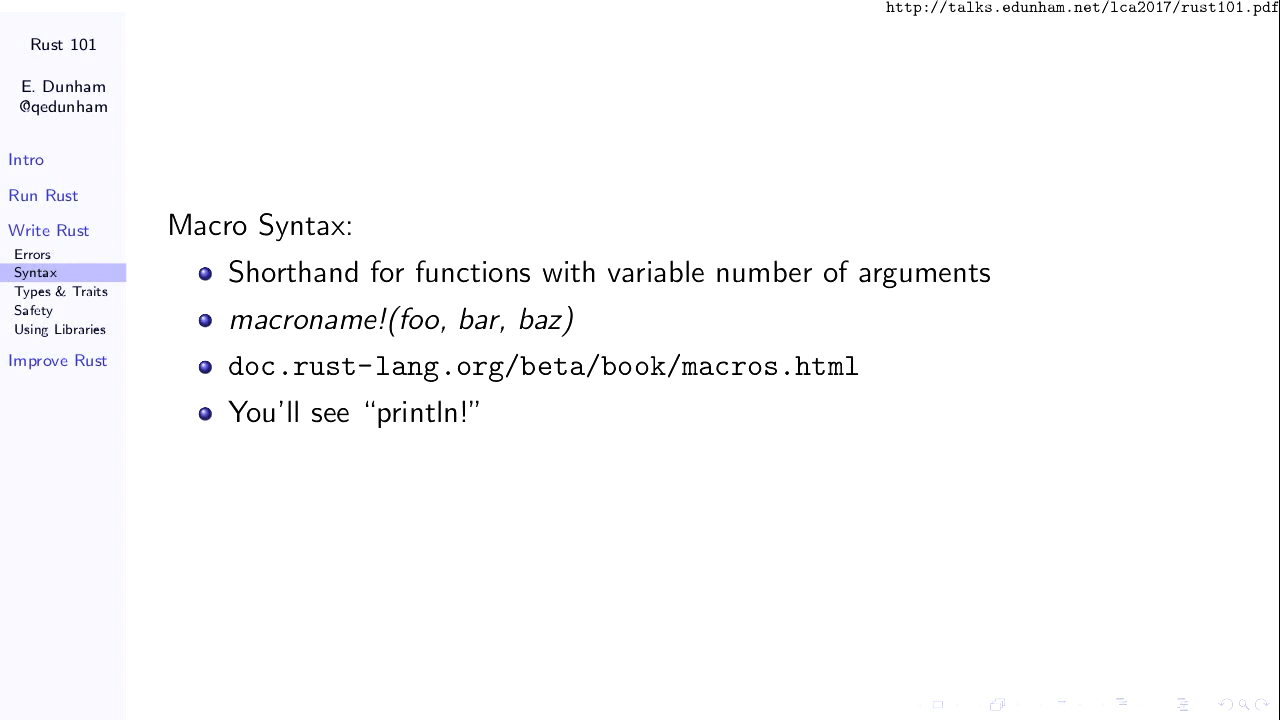 http://talks.edunham.net/lca2017/rust101.pdf
Rust 101
E. Dunham
@qedunham
Intro
Run Rust
Write Rust
Errors
Syntax
Types & Traits
Safety
Using Libraries
Improve Rust
Macro Syntax:
Shorthand for functions with variable number of arguments
macroname!(foo, bar, baz)
doc.rust-lang.org/beta/book/macros.html
You'll see “println!”